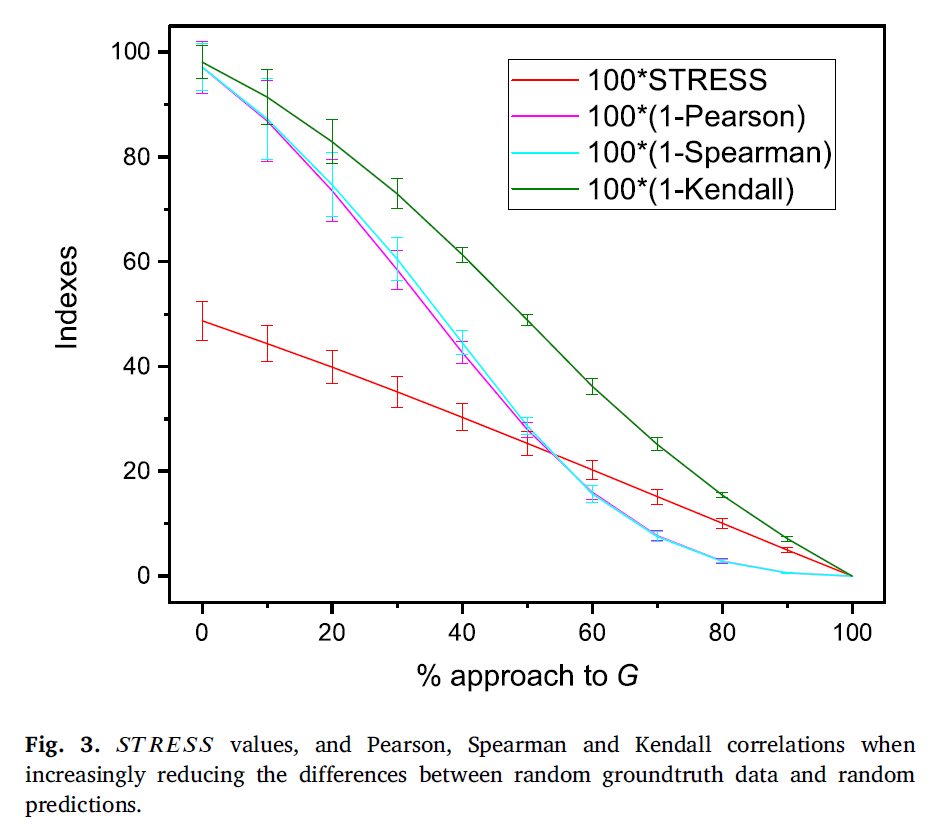 100
80
60
40
20
0
Indexes
100*STRESS
100*(1-Pearson)
100*(1-Spearman)
100*(1-Kendall)
0 20 40 60 80 100
% approach to G
Fig. 3. STRESS values, and Pearson, Spearman and Kendall correlations when
increasingly reducing the differences between random groundtruth data and random
predictions.